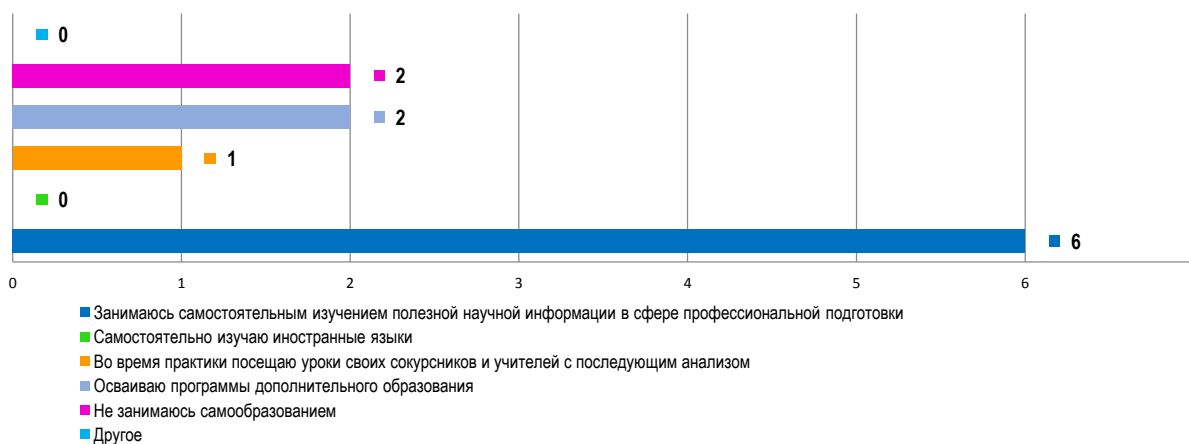 0
2
2
1
0
6
0 1 2 3 4 5 6
Занимаюсь самостоятельным изучением полезной научной информации в сфере профессиональной подготовки
Самостоятельно изучаю иностранные языки
Во время практики посещаю уроки своих сокурсников и учителей с последующим анализом
Осваиваю программы дополнительного образования
Не занимаюсь самообразованием
Другое